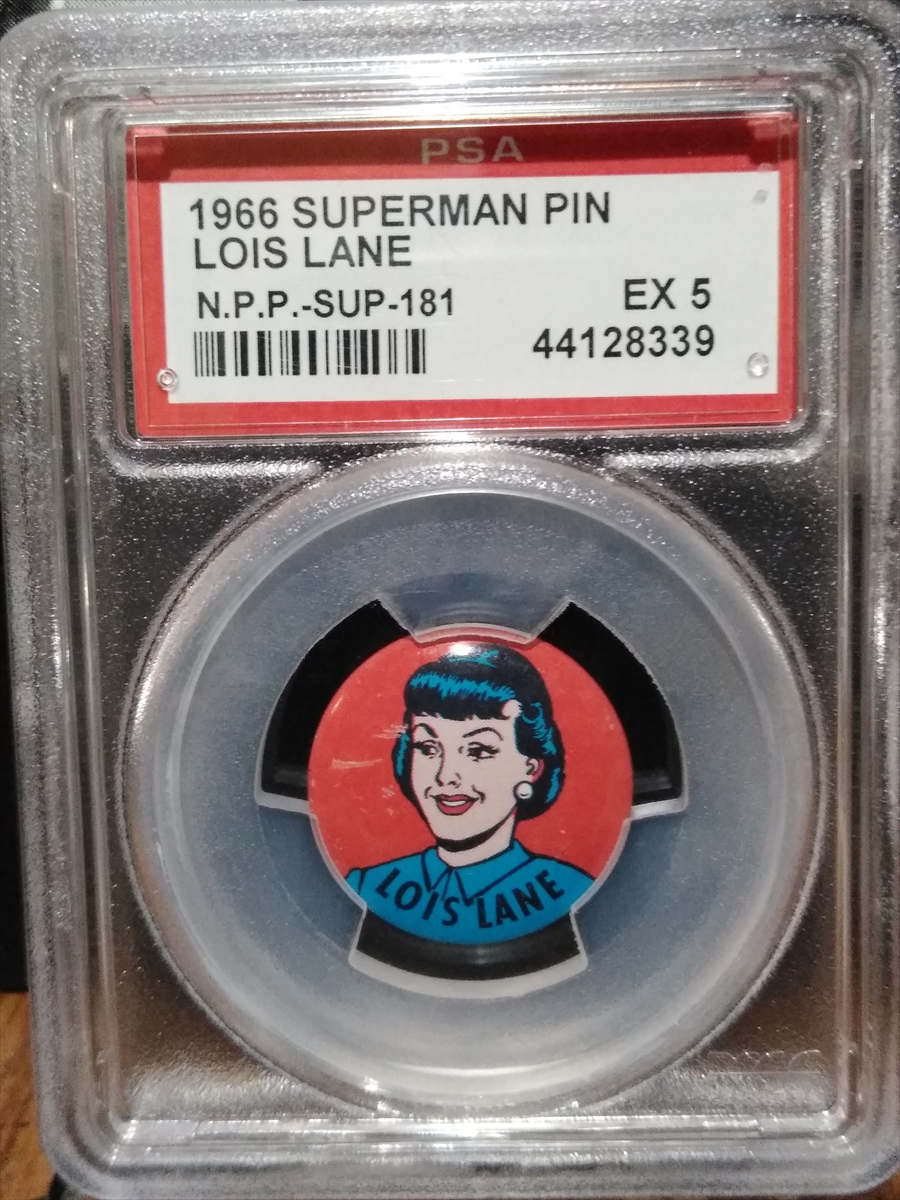 PSA
1966 SUPERMAN PIN
LOIS LANE
N.P.P.-SUP-181
EX 5
44128339
LOIS LANE